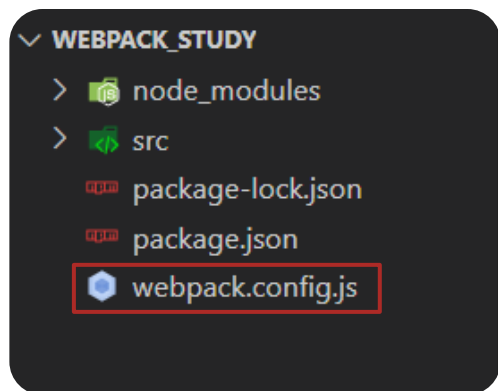 WEBPACK_STUDY
node_modules
src
package-lock.json
package.json
webpack.config.js